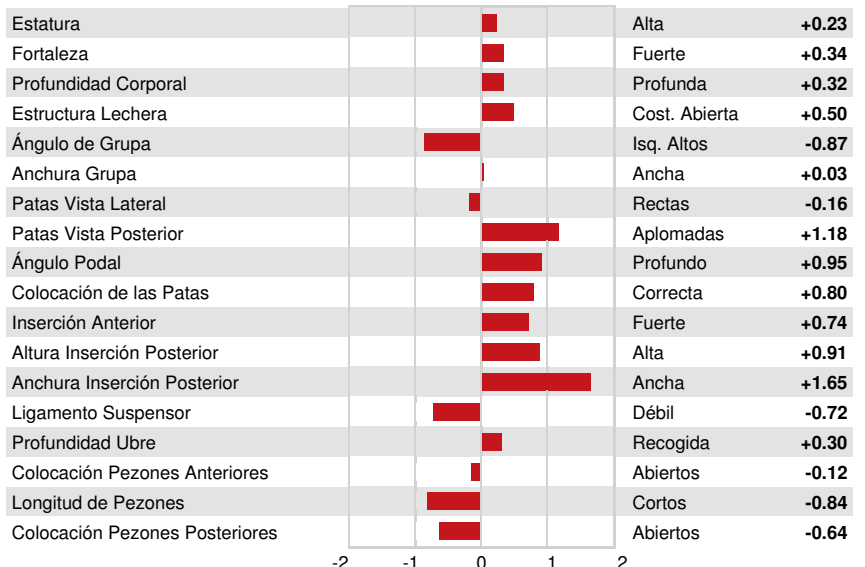 Estatura Alta +0.23
Fortaleza Fuerte +0.34
Profundidad Corporal Profunda +0.32
Estructura Lechera Cost. Abierta +0.50
Ángulo de Grupa Isq. Altos -0.87
Anchura Grupa Ancha +0.03
Patas Vista Lateral Rectas -0.16
Patas Vista Posterior Aplomadas +1.18
Ángulo Podal Profundo +0.95
Colocación de las Patas Correcta +0.80
Inserción Anterior Fuerte +0.74
Altura Inserción Posterior Alta +0.91
Anchura Inserción Posterior Ancha +1.65
Ligamento Suspensor Débil -0.72
Profundidad Ubre Recogida +0.30
Colocación Pezones Anteriores Abiertos -0.12
Longitud de Pezones Cortos -0.84
Colocación Pezones Posteriores Abiertos -0.64
-2 -1 0 1 2